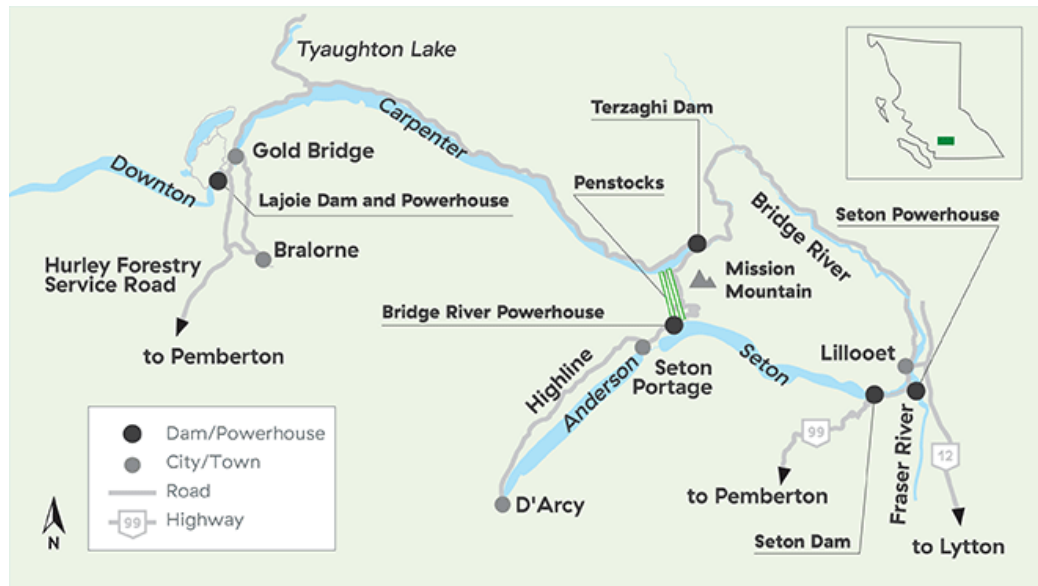 Tyaughton Lake
Carpenter
Terzaghi Dam
Gold Bridge
Downton
Penstocks
Lajoie Dam and Powerhouse
Bridge River
Seton Powerhouse
Bralorne
Hurley Forestry
Service Road
Mission
Mountain
Bridge River Powerhouse
to Pemberton
Seton
Lillooet
Highline
Anderson
Seton
Portage
Dam/Powerhouse
City/Town
Road
99
Highway
N
D'Arcy
99
to Pemberton
Fraser River
12
Seton Dam
to Lytton